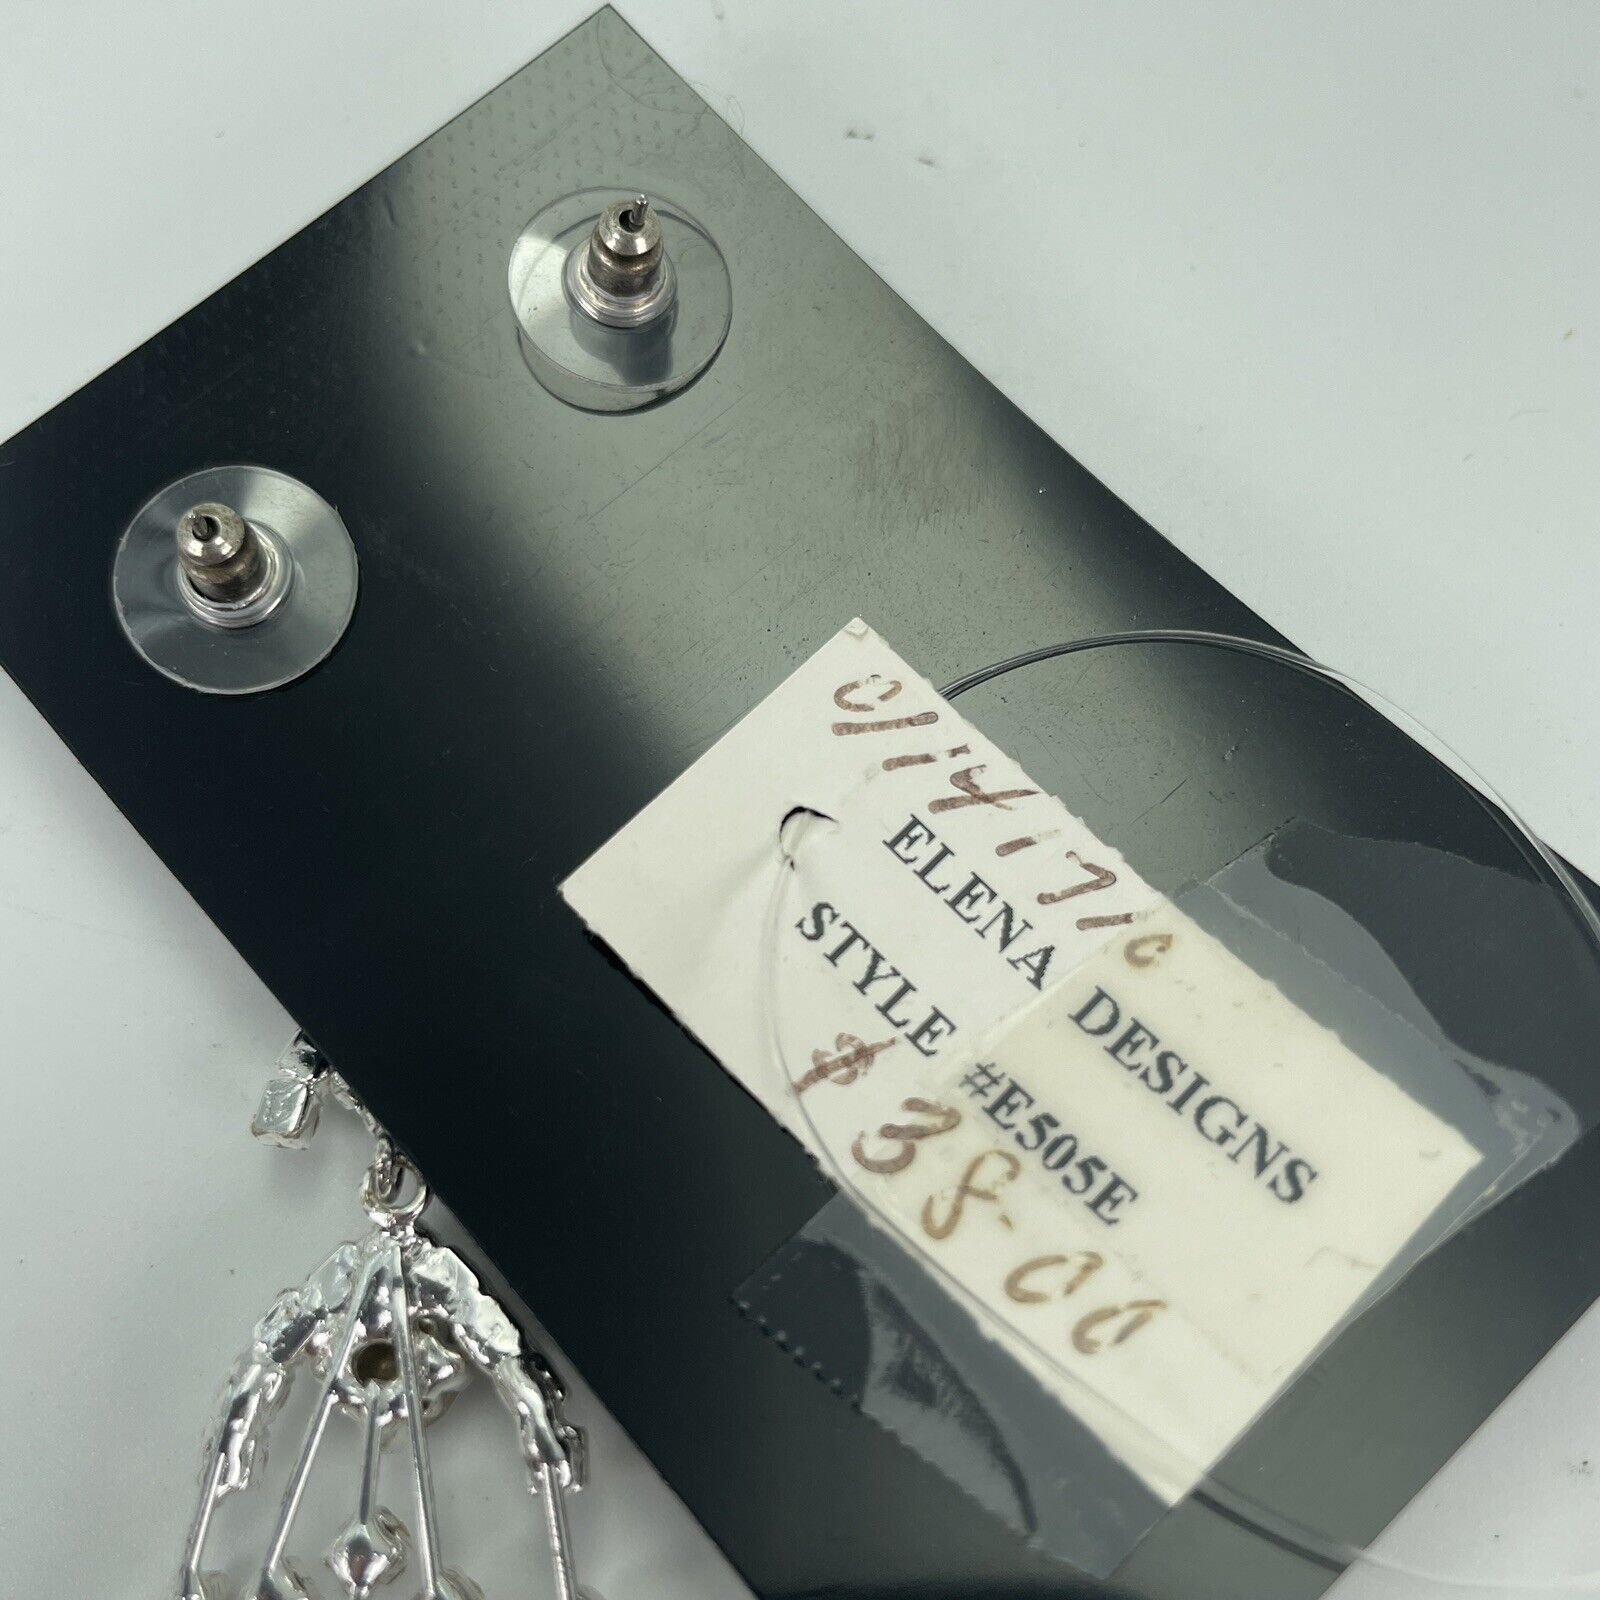 ELENA DESIGNS
STYLE #E505E
$38.00